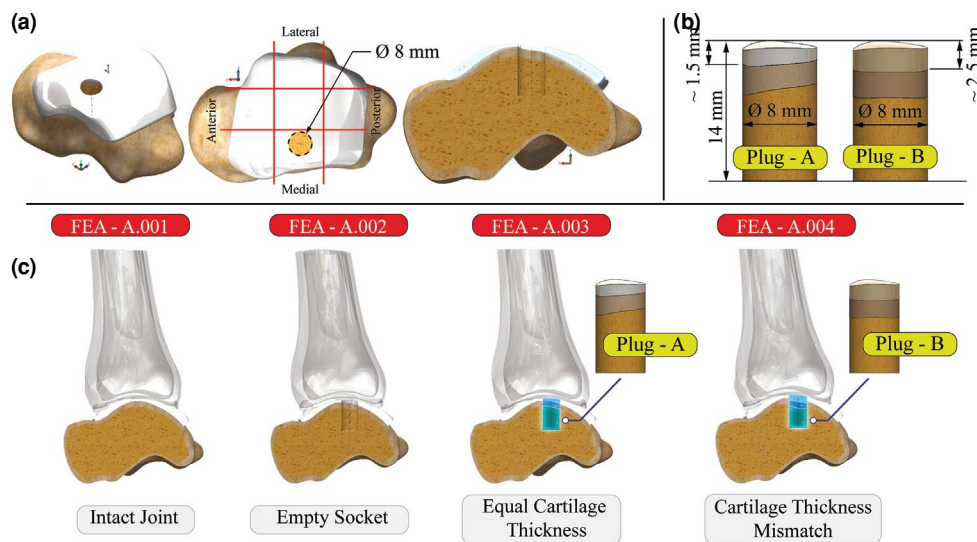 (a)
Lateral
Ø 8 mm
Anterior
Posterior
Medial
(b)
~ 1.5 mm
14 mm
~ 2.5 mm
Ø 8 mm
Ø 8 mm
Plug - A
Plug - B
FEA - A.001
FEA - A.002
FEA - A.003
FEA - A.004
(c)
Plug - A
Plug - B
Intact Joint
Empty Socket
Equal Cartilage
Thickness
Cartilage Thickness
Mismatch